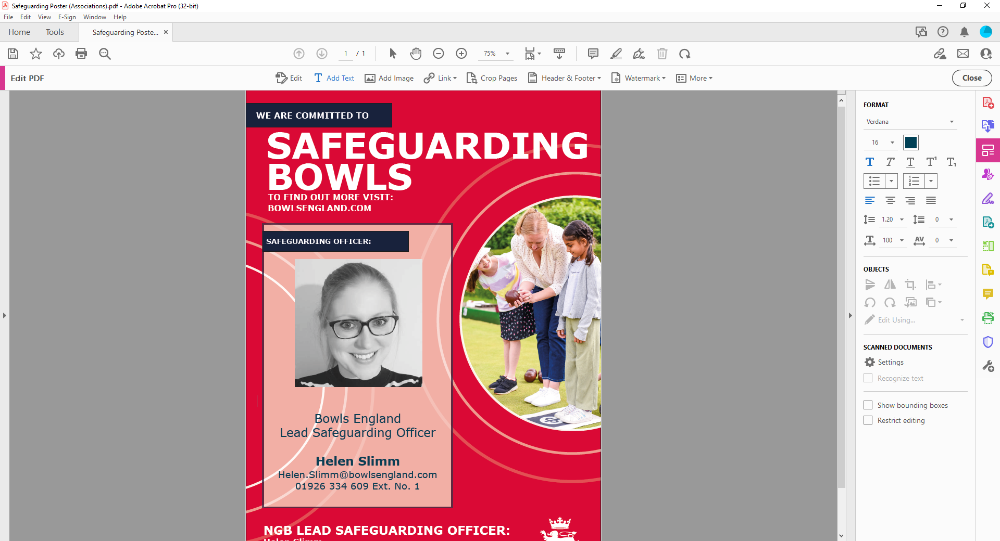 Safeguarding Poster (Associations).pdf - Adobe Acrobat Pro (32-bit)
File Edit View E-Sign Window Help
Home Tools Safeguarding Poste... ×
1 / 1 75%
Edit PDF Edit Add Text Add Image Link Crop Pages Header & Footer Watermark More Close
WE ARE COMMITTED TO
SAFEGUARDING
BOWLS
TO FIND OUT MORE VISIT:
BOWLSENGLAND.COM
SAFEGUARDING OFFICER:
Bowls England
Lead Safeguarding Officer
Helen Slimm
Helen.Slimm@bowlsengland.com
01926 334 609 Ext. No. 1
NGB LEAD SAFEGUARDING OFFICER:
Helen Slimm
FORMAT
Verdana
16
1.20 0
100 0
OBJECTS
Edit Using...
SCANNED DOCUMENTS
Settings
Recognize text
Show bounding boxes
Restrict editing